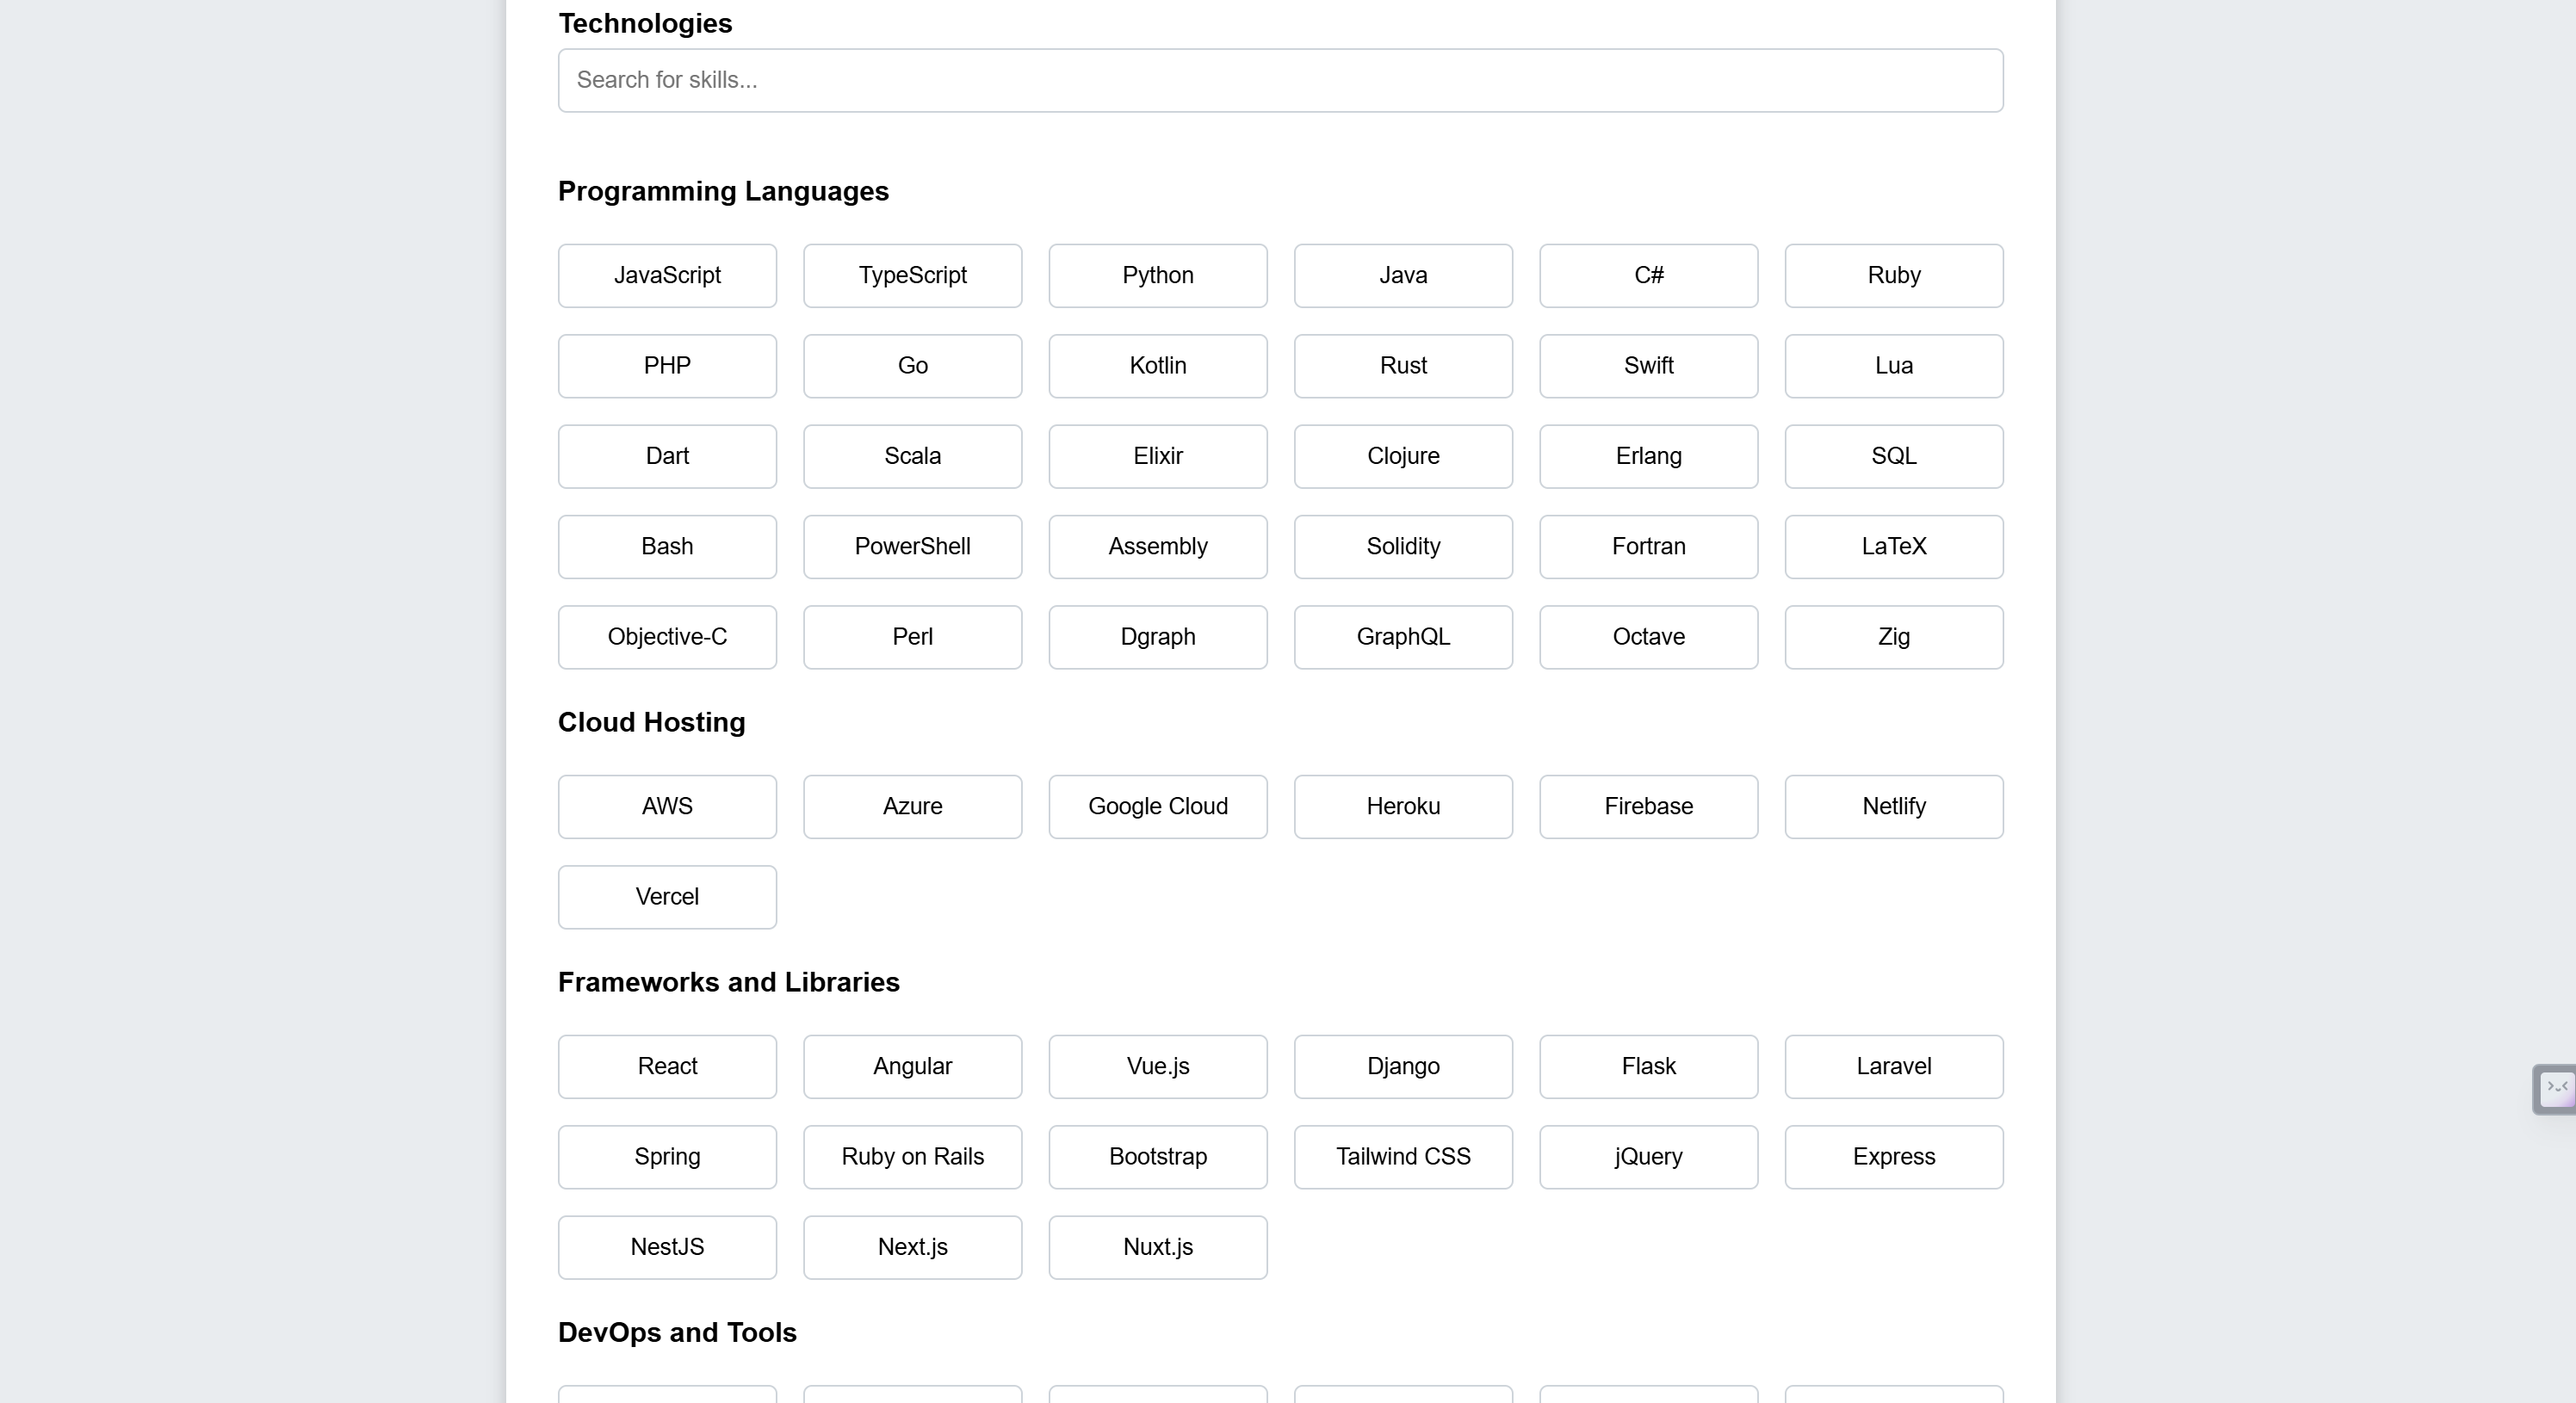 Technologies
Search for skills...
Programming Languages
JavaScript TypeScript Python Java C# Ruby
PHP Go Kotlin Rust Swift Lua
Dart Scala Elixir Clojure Erlang SQL
Bash PowerShell Assembly Solidity Fortran LaTeX
Objective-C Perl Dgraph GraphQL Octave Zig
Cloud Hosting
AWS Azure Google Cloud Heroku Firebase Netlify
Vercel
Frameworks and Libraries
React Angular Vue.js Django Flask Laravel
Spring Ruby on Rails Bootstrap Tailwind CSS jQuery Express
NestJS Next.js Nuxt.js
DevOps and Tools